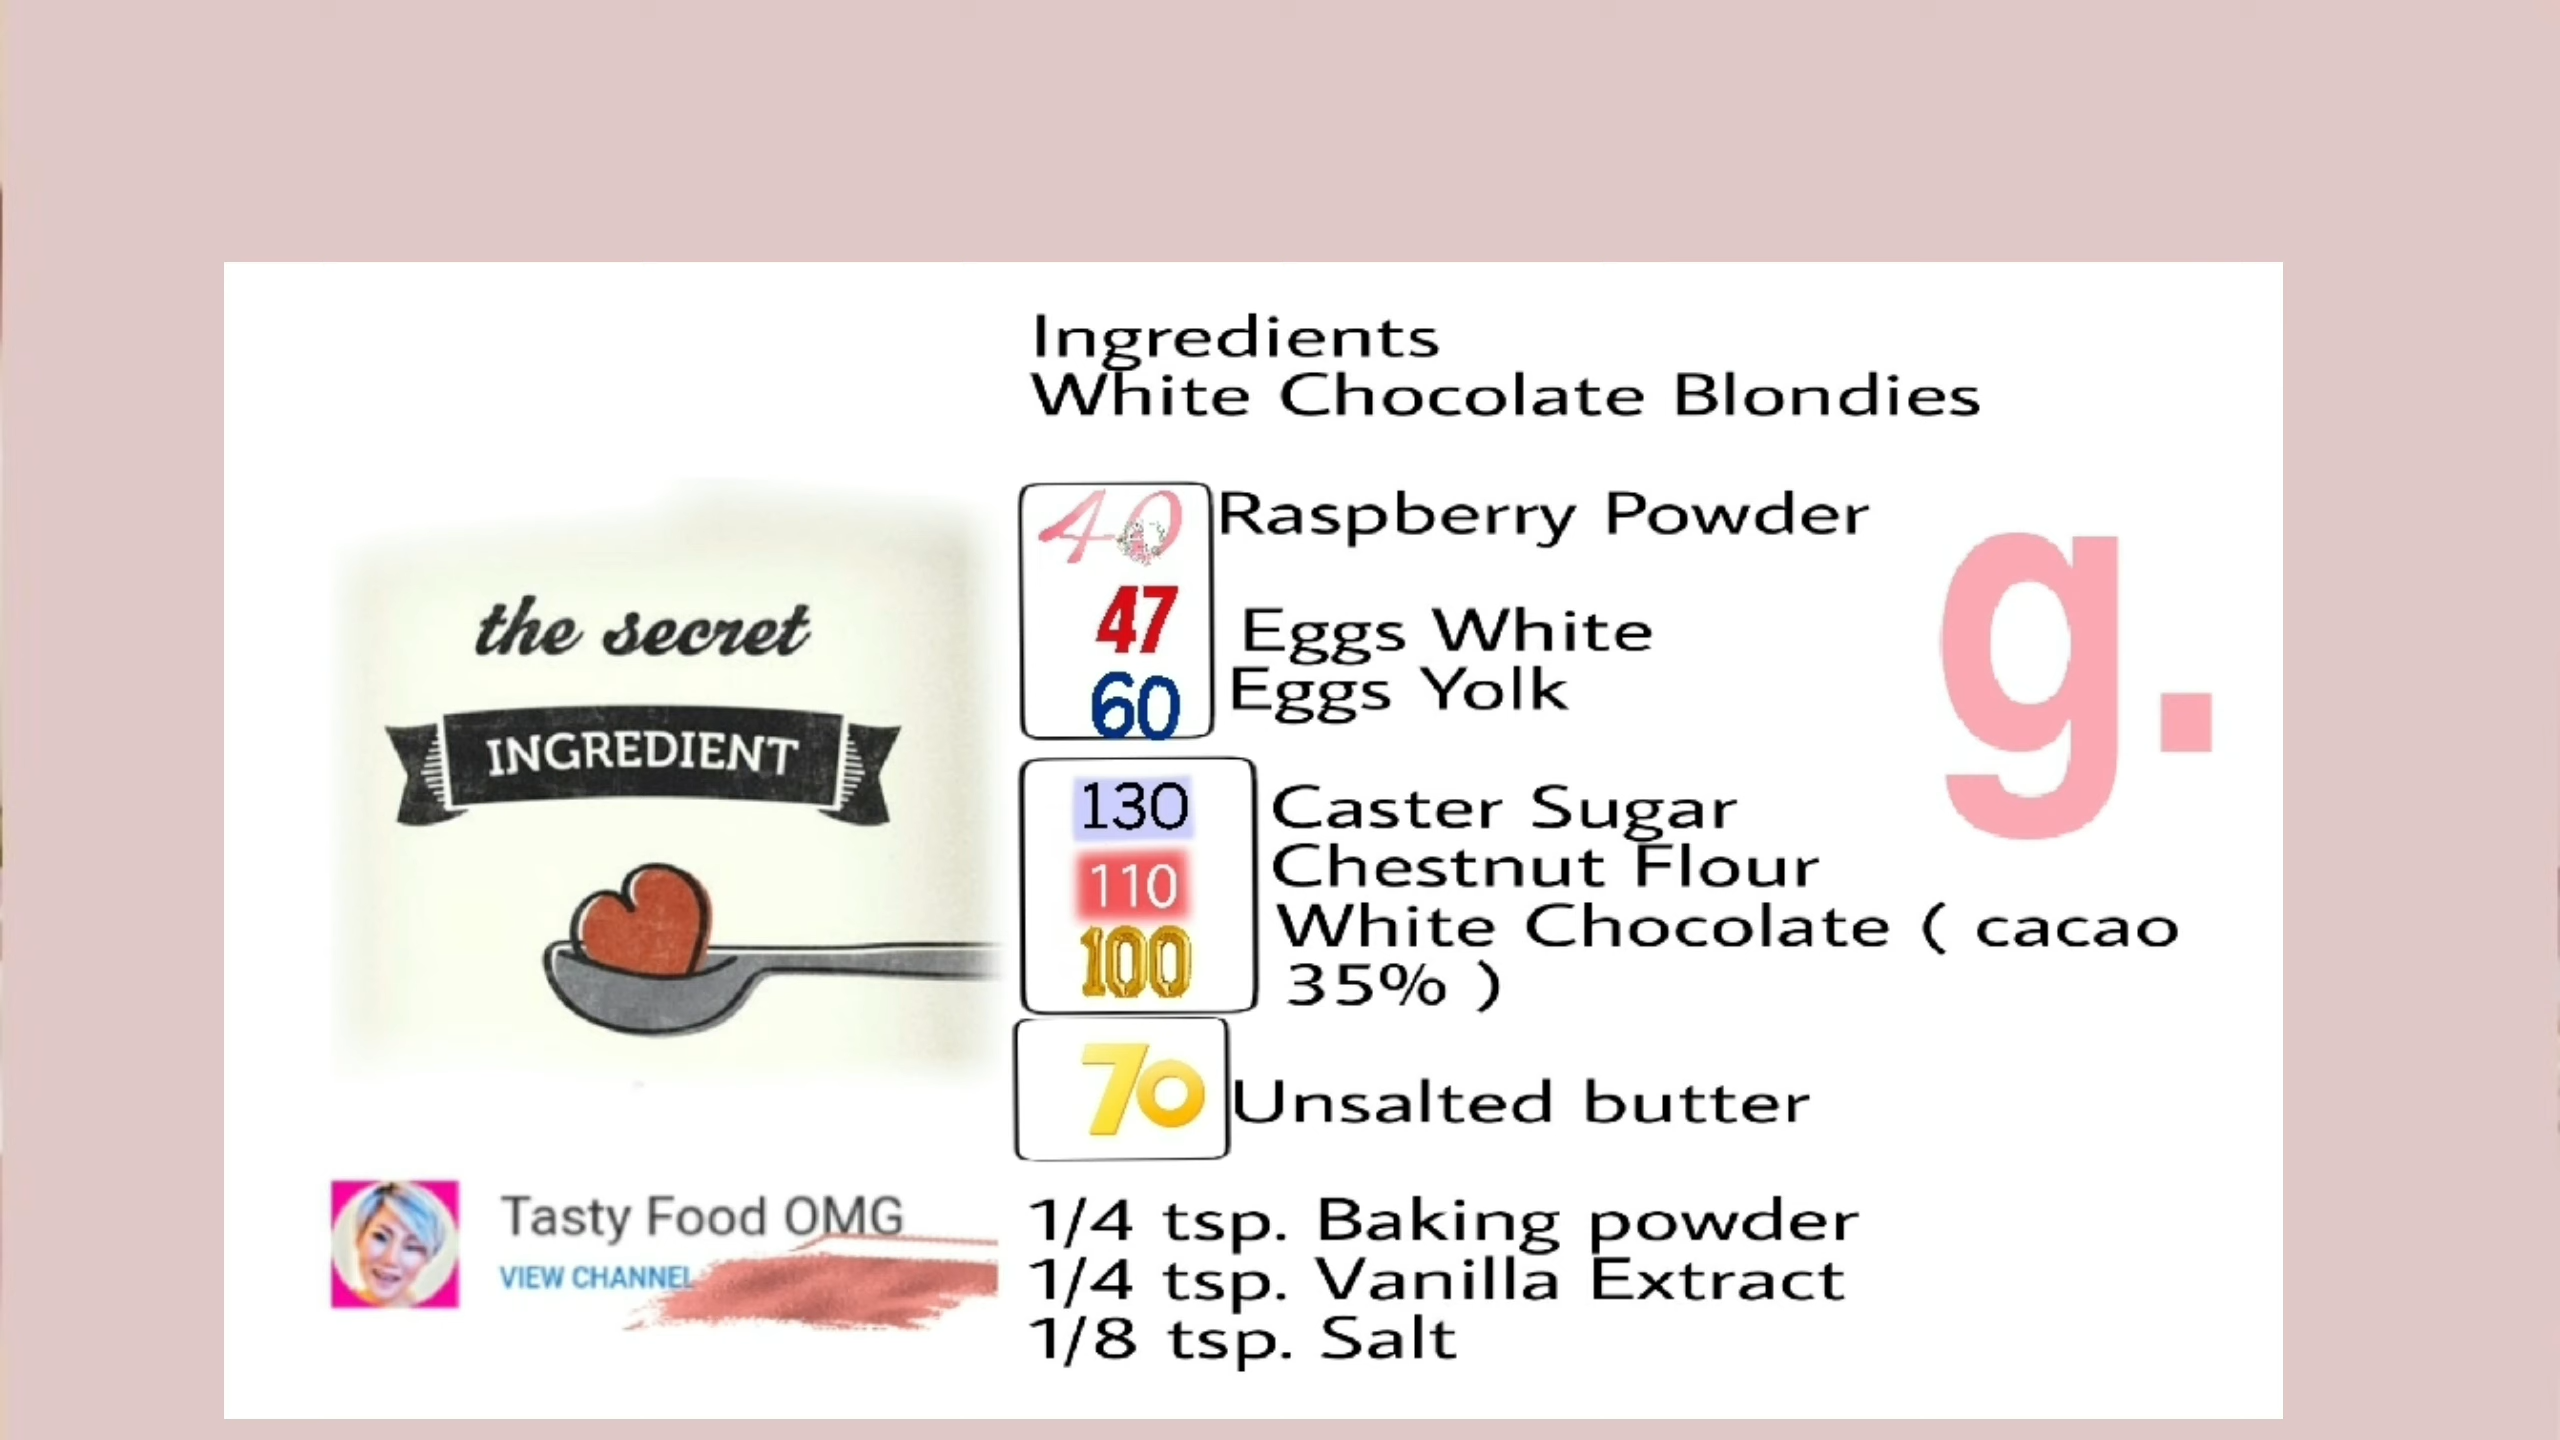 Ingredients
White Chocolate Blondies
40 Raspberry Powder
47 Eggs White
60 Eggs Yolk
g.
130 Caster Sugar
110 Chestnut Flour
100 White Chocolate ( cacao
35% )
70 Unsalted butter
1/4 tsp. Baking powder
1/4 tsp. Vanilla Extract
1/8 tsp. Salt
the secret
INGREDIENT
Tasty Food OMG
VIEW CHANNEL